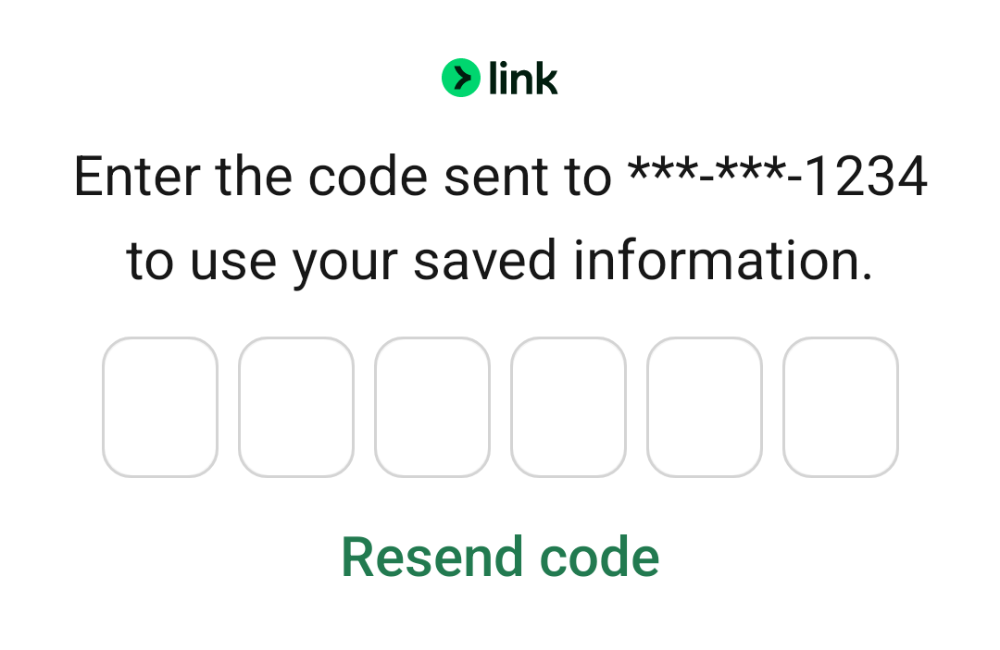 link
Enter the code sent to ***-***-1234
to use your saved information.
Resend code